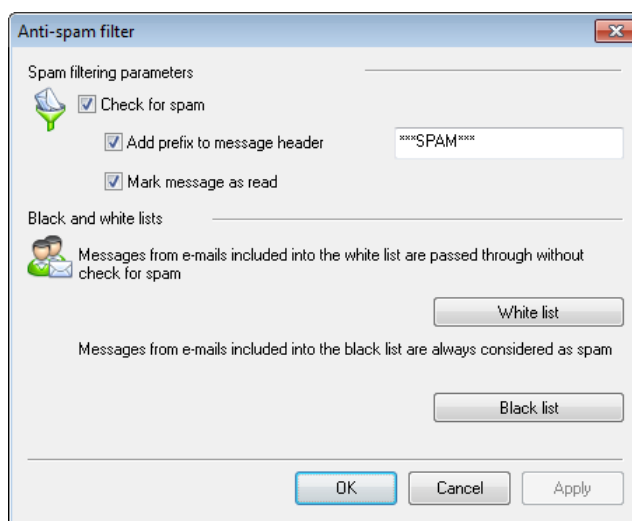 Anti-spam filter
Spam filtering parameters
Check for spam
Add prefix to message header
***SPAM***
Mark message as read
Black and white lists
Messages from e-mails included into the white list are passed through without
check for spam
White list
Messages from e-mails included into the black list are always considered as spam
Black list
OK
Cancel
Apply